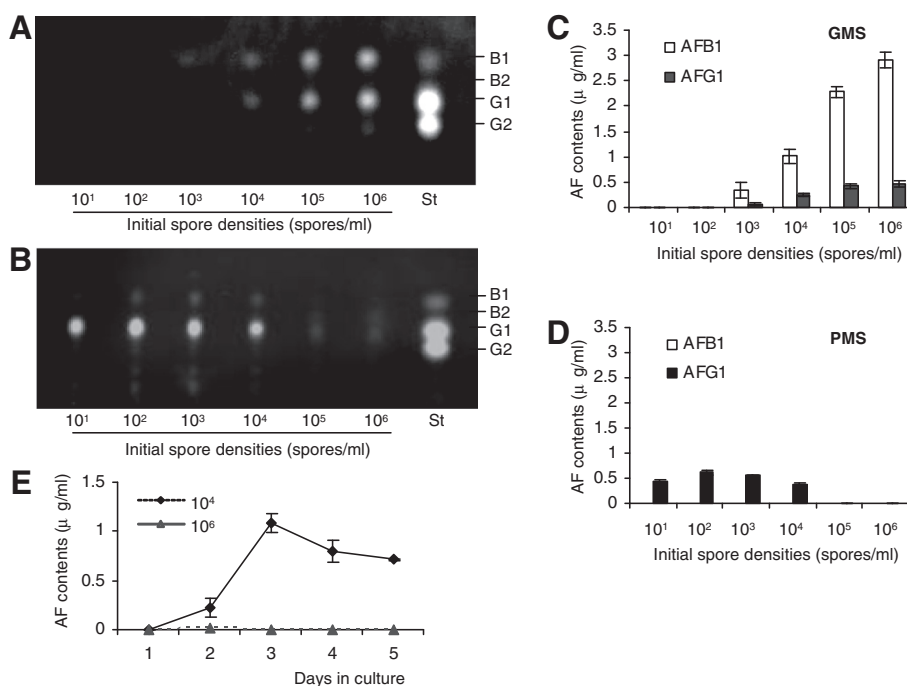 A
B1
B2
G1
G2
10¹ 10² 10³ 10⁴ 10⁵ 10⁶ St
Initial spore densities (spores/ml)
B
B1
B2
G1
G2
10¹ 10² 10³ 10⁴ 10⁵ 10⁶ St
Initial spore densities (spores/ml)
C
GMS
AFB1
AFG1
AF contents (μ g/ml)
3.5
3
2.5
2
1.5
1
0.5
0
10¹ 10² 10³ 10⁴ 10⁵ 10⁶
Initial spore densities (spores/ml)
D
PMS
AFB1
AFG1
AF contents (μ g/ml)
3.5
3
2.5
2
1.5
1
0.5
0
10¹ 10² 10³ 10⁴ 10⁵ 10⁶
Initial spore densities (spores/ml)
E
10⁴
10⁶
AF contents (μ g/ml)
1.5
1
0.5
0
1 2 3 4 5
Days in culture